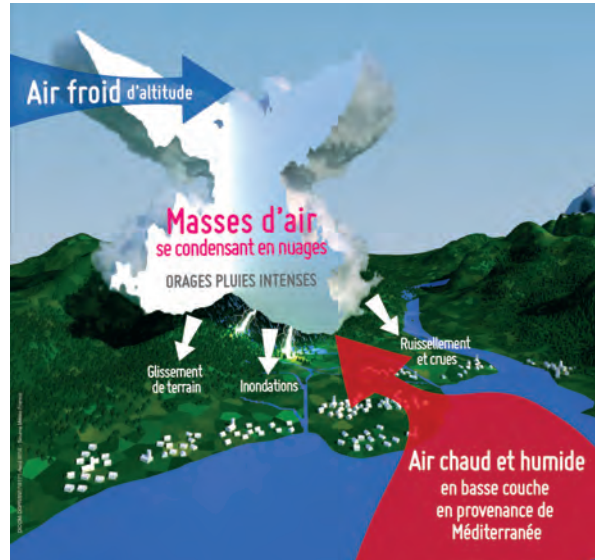 Air froid d'altitude
Masses d'air
se condensant en nuages
ORAGES PLUIES INTENSES
Glissement
de terrain
Inondations
Ruissellement
et crues
Air chaud et humide
en basse couche
en provenance de
Méditerranée